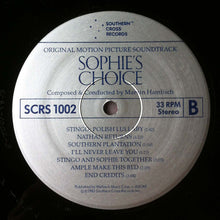 SOUTHERN
CROSS
RECORDS
ORIGINAL MOTION PICTURE SOUNDTRACK
SOPHIE'S
CHOICE
Composed & Conducted by Marvin Hamlisch
SCRS 1002
33 RPM
Stereo
B
STINGO, POLISH LULLABY
NATHAN RETURNS
SOUTHERN PLANTATION
I'LL NEVER LEAVE YOU
STINGO AND SOPHIE TOGETHER
AMPLE MAKE THIS BED
END CREDITS